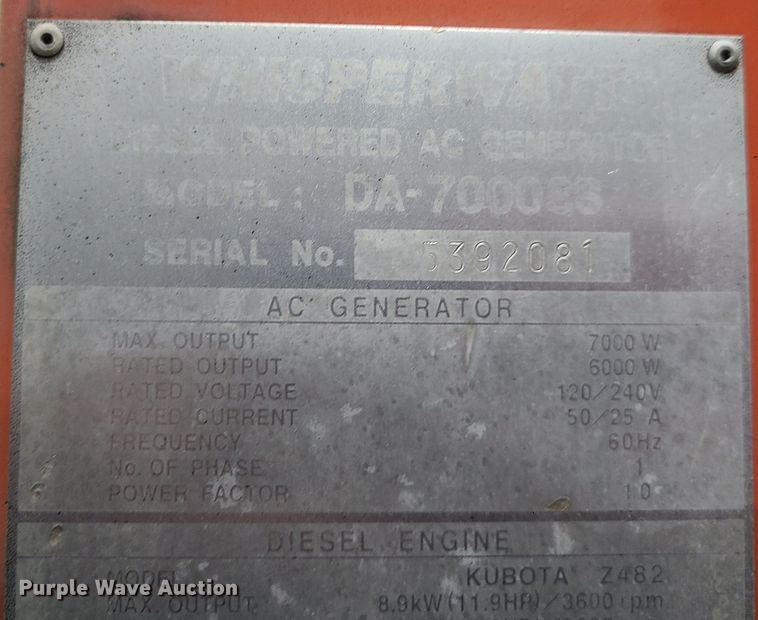 WHISPERWATT
DIESEL POWERED AC GENERATOR
MODEL: DA-7000SS
SERIAL No. 5392081
AC GENERATOR
MAX. OUTPUT 7000 W
RATED OUTPUT 6000 W
RATED VOLTAGE 120/240V
RATED CURRENT 50/25 A
FREQUENCY 60Hz
No. OF PHASE 1
POWER FACTOR 1.0
DIESEL ENGINE
MODEL KUBOTA Z482
MAX. OUTPUT 8.9kW(11.9HP)/3600 rpm
Purple Wave Auction